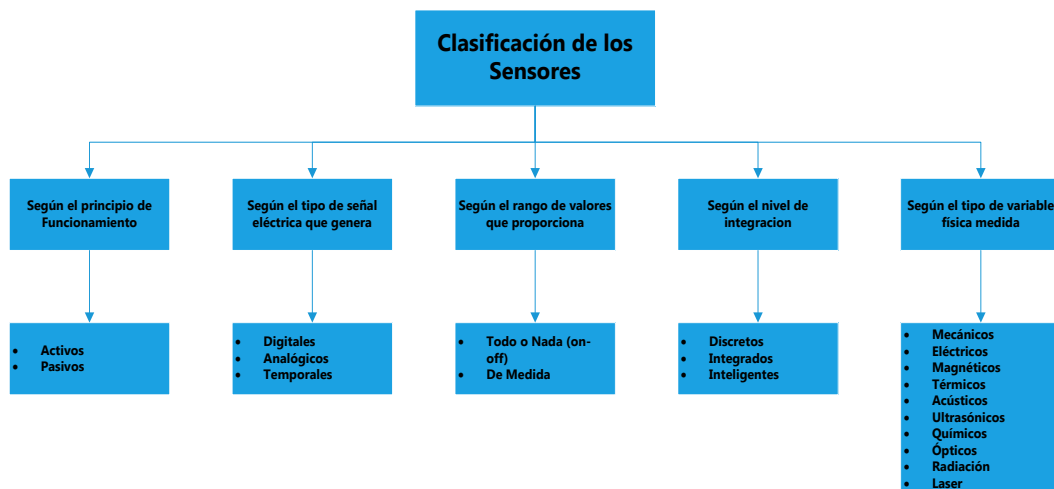 Clasificación de los
Sensores
Según el principio de
Funcionamiento
Según el tipo de señal
eléctrica que genera
Según el rango de valores
que proporciona
Según el nivel de
integracion
Según el tipo de variable
física medida
• Activos
• Pasivos
• Digitales
• Analógicos
• Temporales
• Todo o Nada (on-
off)
• De Medida
• Discretos
• Integrados
• Inteligentes
• Mecánicos
• Eléctricos
• Magnéticos
• Térmicos
• Acústicos
• Ultrasónicos
• Químicos
• Ópticos
• Radiación
• Laser